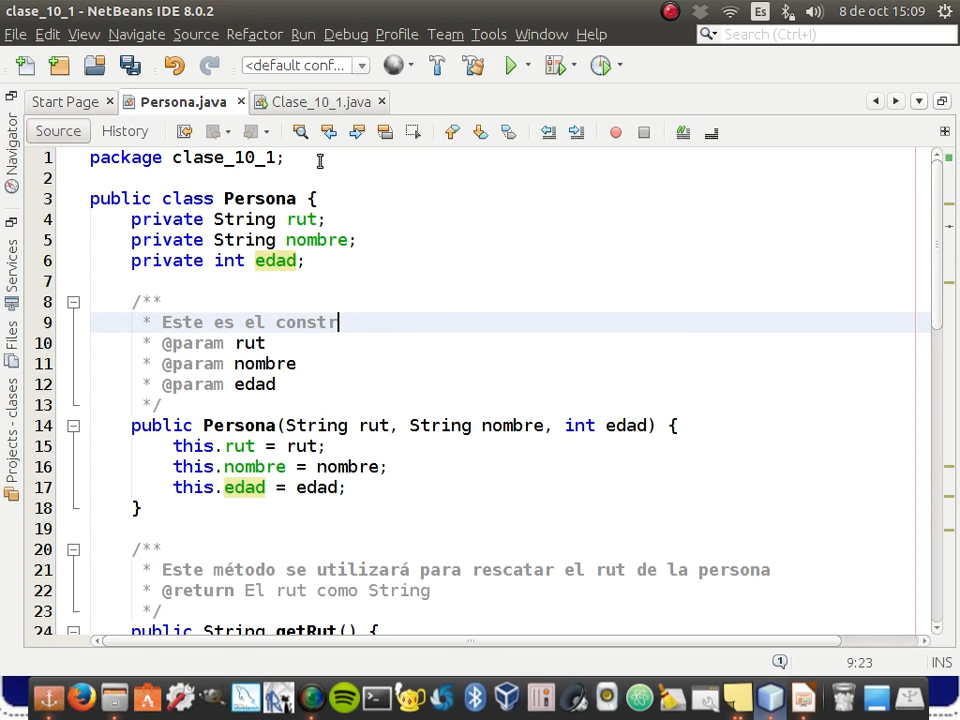 clase_10_1 - NetBeans IDE 8.0.2
Es
8 de oct 15:09
File Edit View Navigate Source Refactor Run Debug Profile Team Tools Window Help
Search (Ctrl+I)
<default conf...
Start Page
Persona.java
Clase_10_1.java
Source
History
Navigator
Services
Files
Projects - clases
1 package clase_10_1;
2
3 public class Persona {
4 private String rut;
5 private String nombre;
6 private int edad;
7
8 /**
9 * Este es el constr
10 * @param rut
11 * @param nombre
12 * @param edad
13 */
14 public Persona(String rut, String nombre, int edad) {
15 this.rut = rut;
16 this.nombre = nombre;
17 this.edad = edad;
18 }
19
20 /**
21 * Este método se utilizará para rescatar el rut de la persona
22 * @return El rut como String
23 */
24 public String getRut() {
1
9:23
INS